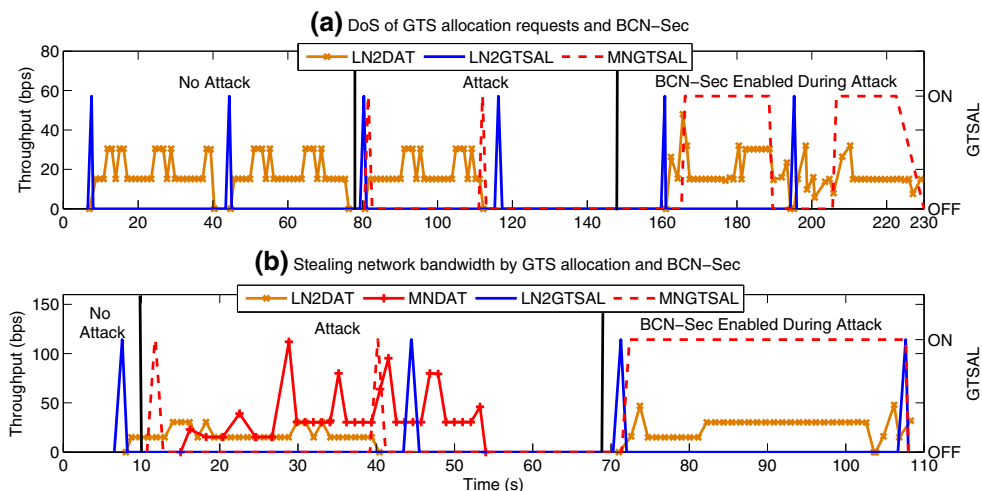 (a) DoS of GTS allocation requests and BCN-Sec
LN2DAT LN2GTSAL MNGTSAL
No Attack Attack BCN-Sec Enabled During Attack
Throughput (bps)
80
60
40
20
0
ON
OFF
GTSAL
0 20 40 60 80 100 120 140 160 180 200 220 230
(b) Stealing network bandwidth by GTS allocation and BCN-Sec
LN2DAT MNDAT LN2GTSAL MNGTSAL
No
Attack
Attack
BCN-Sec Enabled During Attack
Throughput (bps)
150
100
50
0
ON
OFF
GTSAL
0 10 20 30 40 50 60 70 80 90 100 110
Time (s)